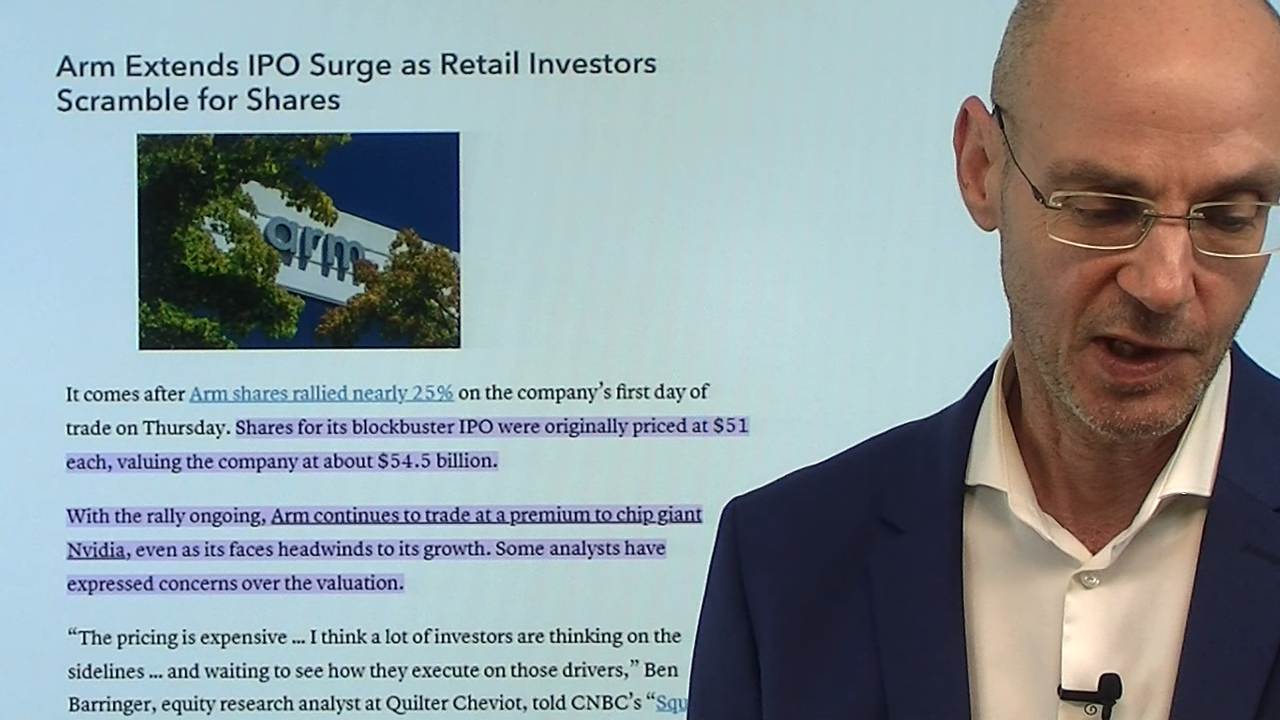 Arm Extends IPO Surge as Retail Investors
Scramble for Shares
arm
It comes after Arm shares rallied nearly 25% on the company’s first day of
trade on Thursday. Shares for its blockbuster IPO were originally priced at $51
each, valuing the company at about $54.5 billion.
With the rally ongoing, Arm continues to trade at a premium to chip giant
Nvidia, even as its faces headwinds to its growth. Some analysts have
expressed concerns over the valuation.
“The pricing is expensive ... I think a lot of investors are thinking on the
sidelines ... and waiting to see how they execute on those drivers,” Ben
Barringer, equity research analyst at Quilter Cheviot, told CNBC’s “Squ